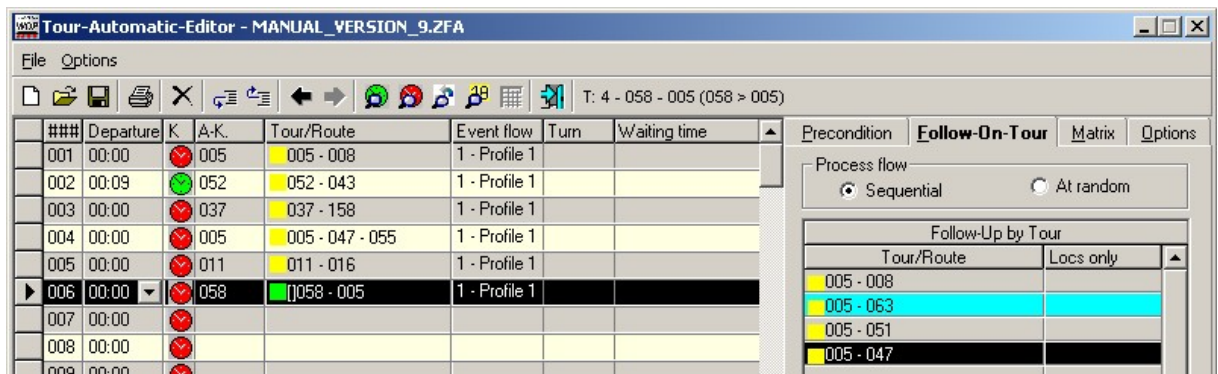 Tour-Automatic-Editor - MANUAL_VERSION_9.ZFA
File Options
T: 4 - 058 - 005 (058 > 005)
### Departure K A-K. Tour/Route Event flow Turn Waiting time
001 00:00 005 005 - 008 1 - Profile 1
002 00:09 052 052 - 043 1 - Profile 1
003 00:00 037 037 - 158 1 - Profile 1
004 00:00 005 005 - 047 - 055 1 - Profile 1
005 00:00 011 011 - 016 1 - Profile 1
006 00:00 058 []058 - 005 1 - Profile 1
007 00:00
008 00:00
009 00:00
Precondition Follow-On-Tour Matrix Options
Process flow
Sequential At random
Follow-Up by Tour
Tour/Route Locs only
005 - 008
005 - 063
005 - 051
005 - 047